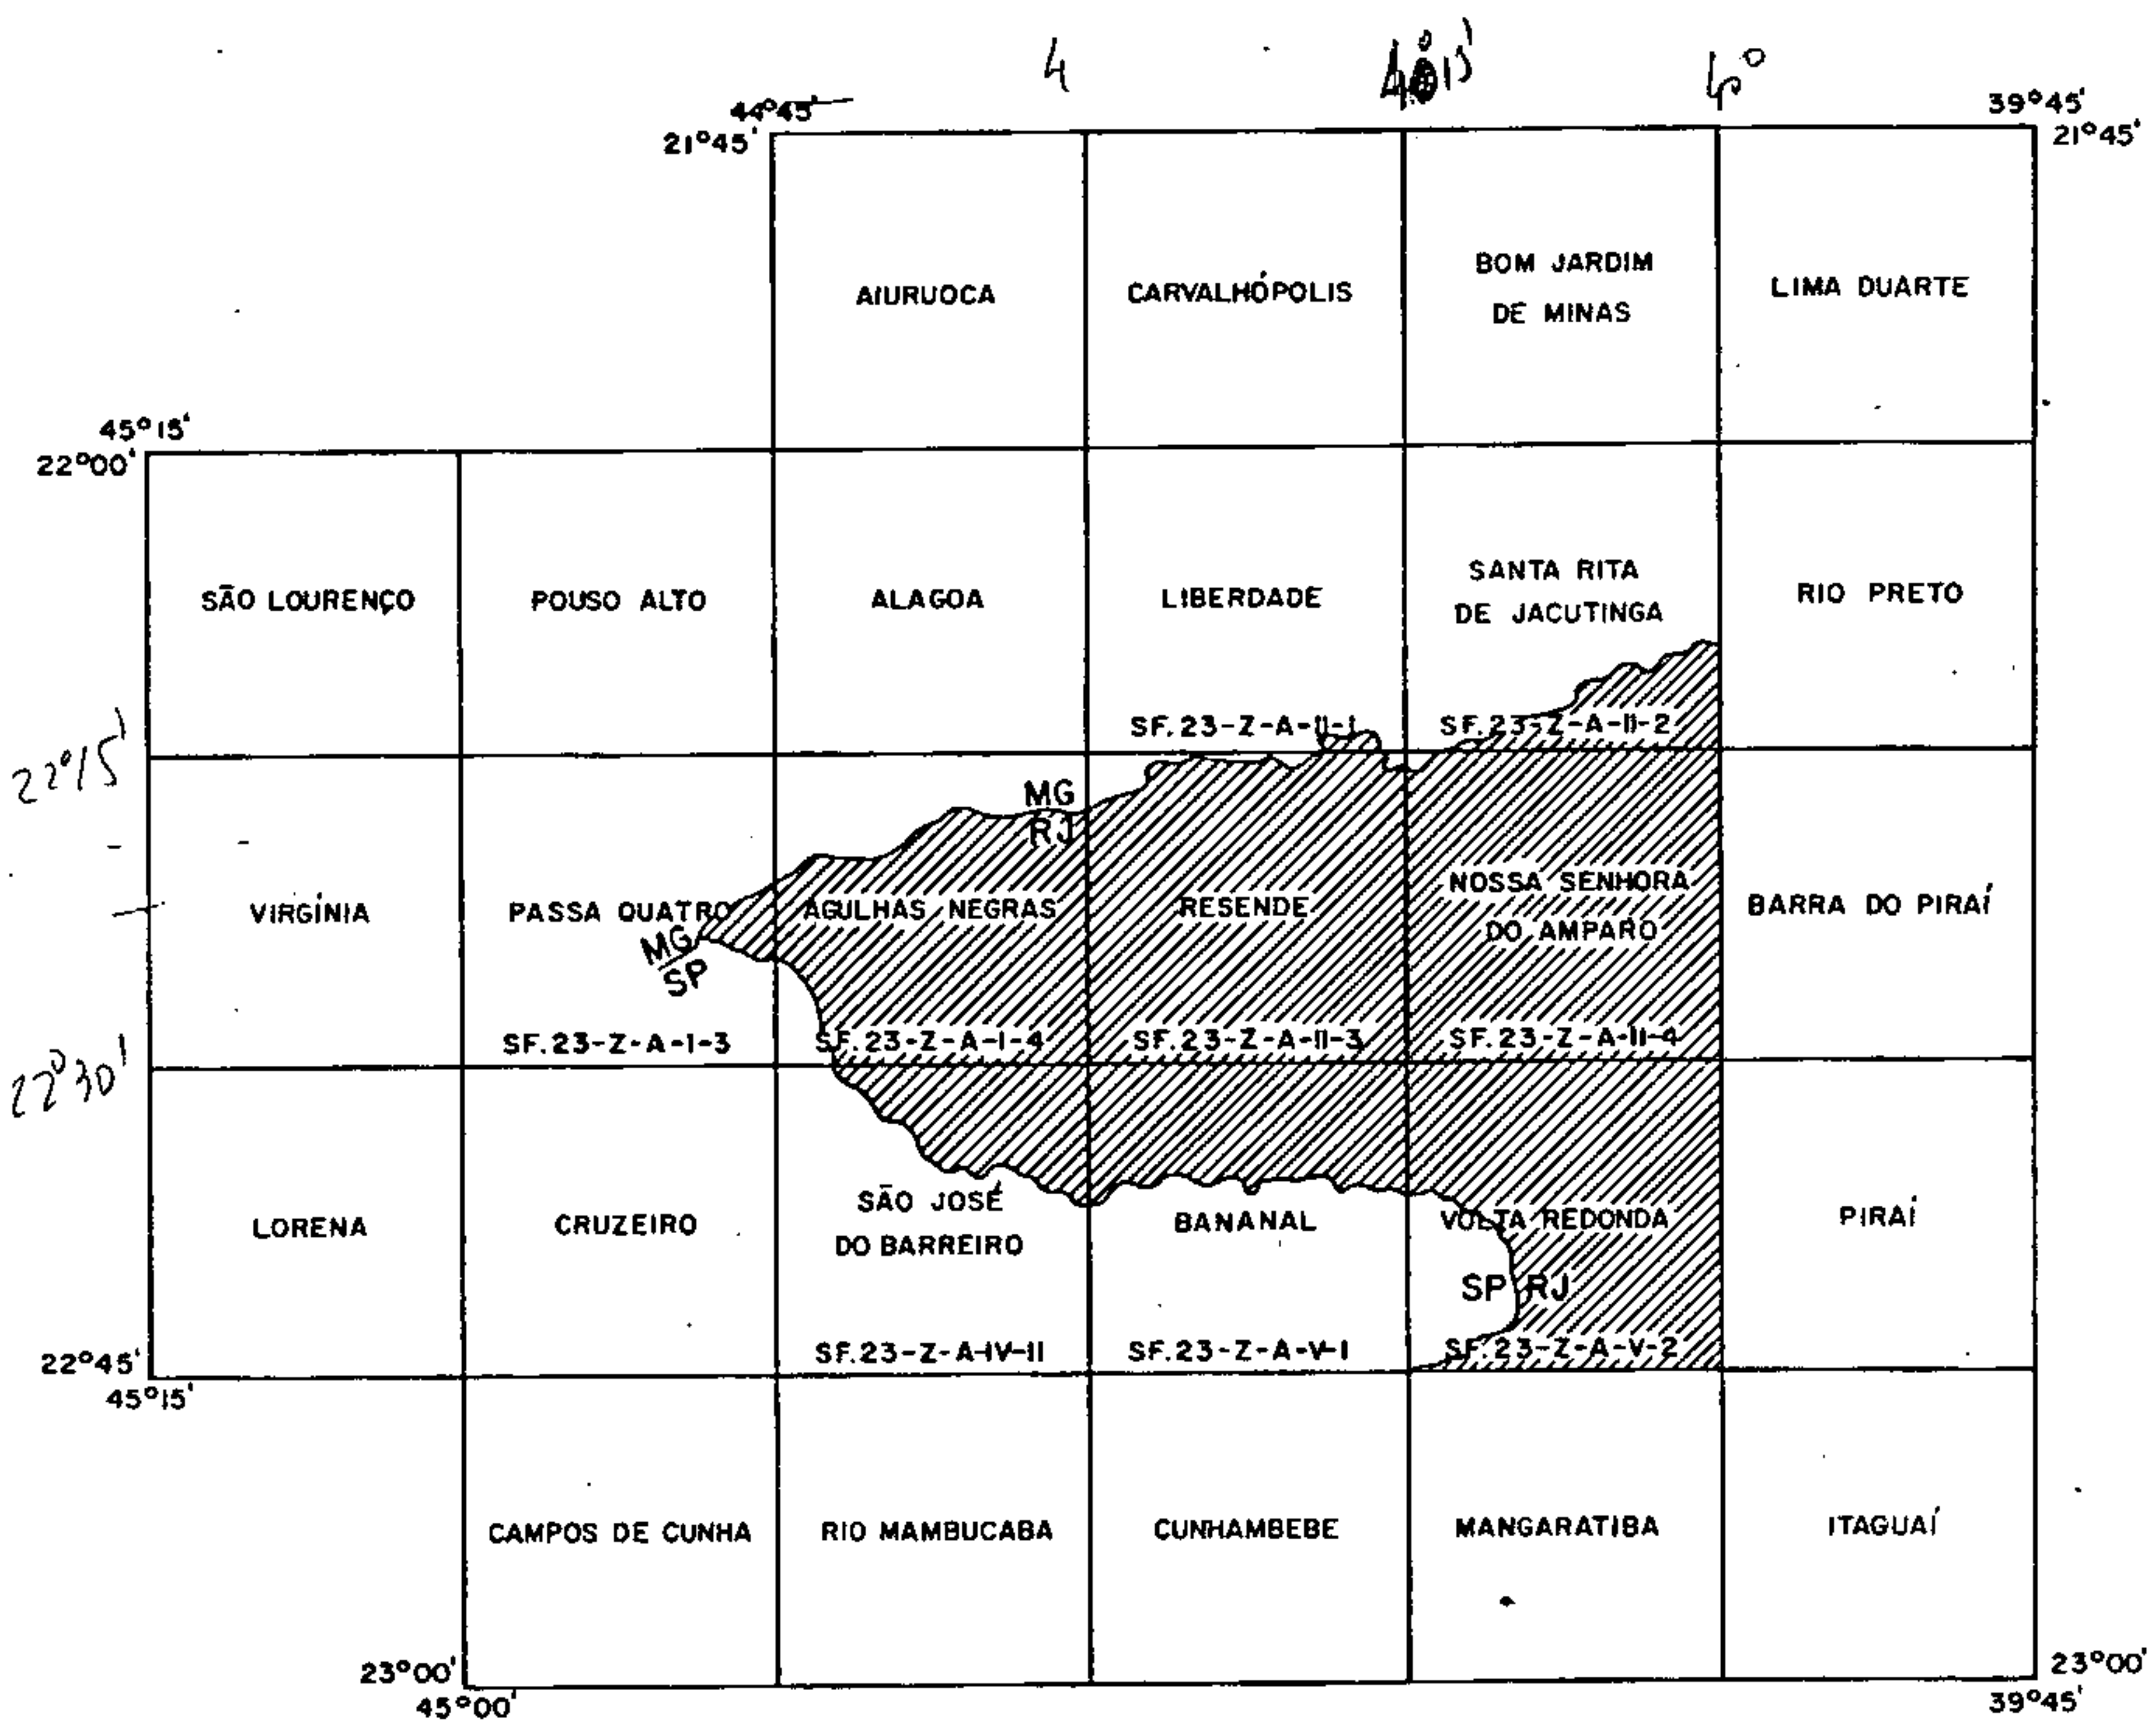 40°15'
4
4°
44°45'
39°45'
21°45'
21°45'
BOM JARDIM
DE MINAS
AIURUOCA
CARVALHÓPOLIS
LIMA DUARTE
45°15'
22°00'
SÃO LOURENÇO
POUSO ALTO
ALAGOA
LIBERDADE
SANTA RITA
DE JACUTINGA
RIO PRETO
SF.23-Z-A-II-1
SF.23-Z-A-II-2
22°15'
MG
RJ
VIRGÍNIA
PASSA QUATRO
AGULHAS NEGRAS
RESENDE
NOSSA SENHORA
DO AMPARO
BARRA DO PIRAÍ
MG
SP
SF.23-Z-A-I-3
SF.23-Z-A-I-4
SF.23-Z-A-II-3
SF.23-Z-A-II-4
22°30'
LORENA
CRUZEIRO
SÃO JOSÉ
DO BARREIRO
BANANAL
VOLTA REDONDA
PIRAÍ
SP RJ
SF.23-Z-A-IV-II
SF.23-Z-A-V-1
SF.23-Z-A-V-2
22°45'
45°15'
CAMPOS DE CUNHA
RIO MAMBUCABA
CUNHAMBEBE
MANGARATIBA
ITAGUAÍ
23°00'
45°00'
23°00'
39°45'